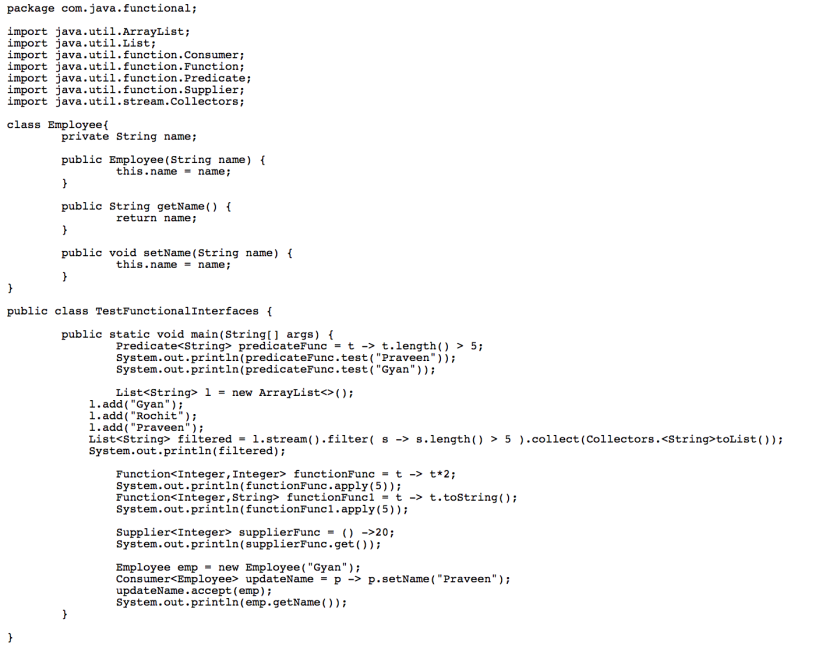 package com.java.functional;
import java.util.ArrayList;
import java.util.List;
import java.util.function.Consumer;
import java.util.function.Function;
import java.util.function.Predicate;
import java.util.function.Supplier;
import java.util.stream.Collectors;
class Employee{
private String name;
public Employee(String name) {
this.name = name;
}
public String getName() {
return name;
}
public void setName(String name) {
this.name = name;
}
}
public class TestFunctionalInterfaces {
public static void main(String[] args) {
Predicate<String> predicateFunc = t -> t.length() > 5;
System.out.println(predicateFunc.test("Praveen"));
System.out.println(predicateFunc.test("Gyan"));
List<String> l = new ArrayList<>();
l.add("Gyan");
l.add("Rochit");
l.add("Praveen");
List<String> filtered = l.stream().filter( s -> s.length() > 5 ).collect(Collectors.<String>toList());
System.out.println(filtered);
Function<Integer,Integer> functionFunc = t -> t*2;
System.out.println(functionFunc.apply(5));
Function<Integer,String> functionFunc1 = t -> t.toString();
System.out.println(functionFunc1.apply(5));
Supplier<Integer> supplierFunc = () ->20;
System.out.println(supplierFunc.get());
Employee emp = new Employee("Gyan");
Consumer<Employee> updateName = p -> p.setName("Praveen");
updateName.accept(emp);
System.out.println(emp.getName());
}
}